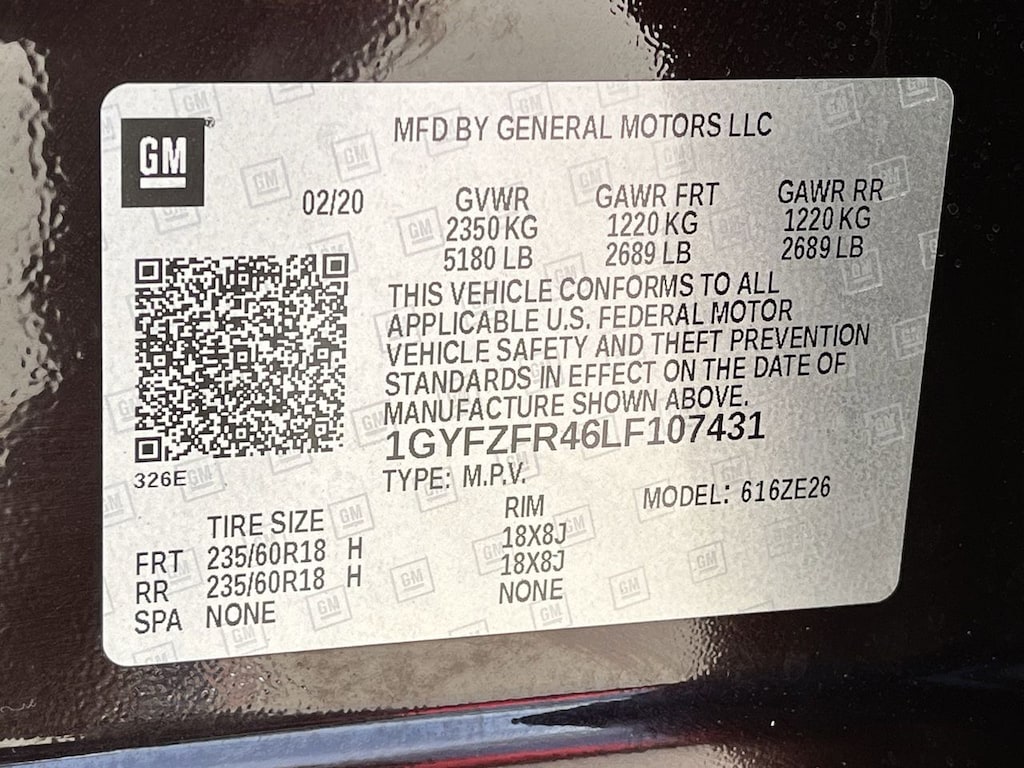 GM
MFD BY GENERAL MOTORS LLC
02/20 GVWR GAWR FRT GAWR RR
2350 KG 1220 KG 1220 KG
5180 LB 2689 LB 2689 LB
THIS VEHICLE CONFORMS TO ALL
APPLICABLE U.S. FEDERAL MOTOR
VEHICLE SAFETY AND THEFT PREVENTION
STANDARDS IN EFFECT ON THE DATE OF
MANUFACTURE SHOWN ABOVE.
1GYFZFR46LF107431
326E
TYPE: M.P.V. MODEL: 616ZE26
TIRE SIZE RIM
FRT 235/60R18 H 18X8J
RR 235/60R18 H 18X8J
SPA NONE NONE